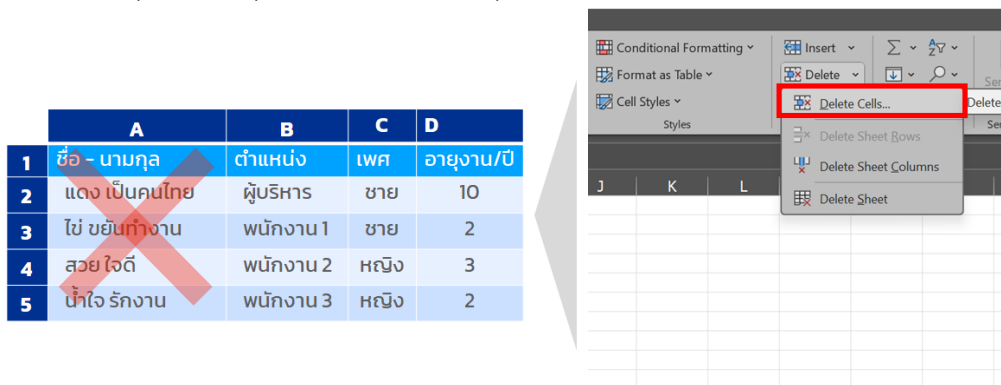 A B C D
1 ชื่อ - นามกุล ตำแหน่ง เพศ อายุงาน/ปี
2 แดง เป็นคนไทย ผู้บริหาร ชาย 10
3 ไข่ ขยันทำงาน พนักงาน 1 ชาย 2
4 สวย ใจดี พนักงาน 2 หญิง 3
5 น้ำใจ รักงาน พนักงาน 3 หญิง 2
Conditional Formatting
Format as Table
Cell Styles
Styles
Insert
Delete
Delete Cells...
Delete Sheet Rows
Delete Sheet Columns
Delete Sheet
Delete
J K L